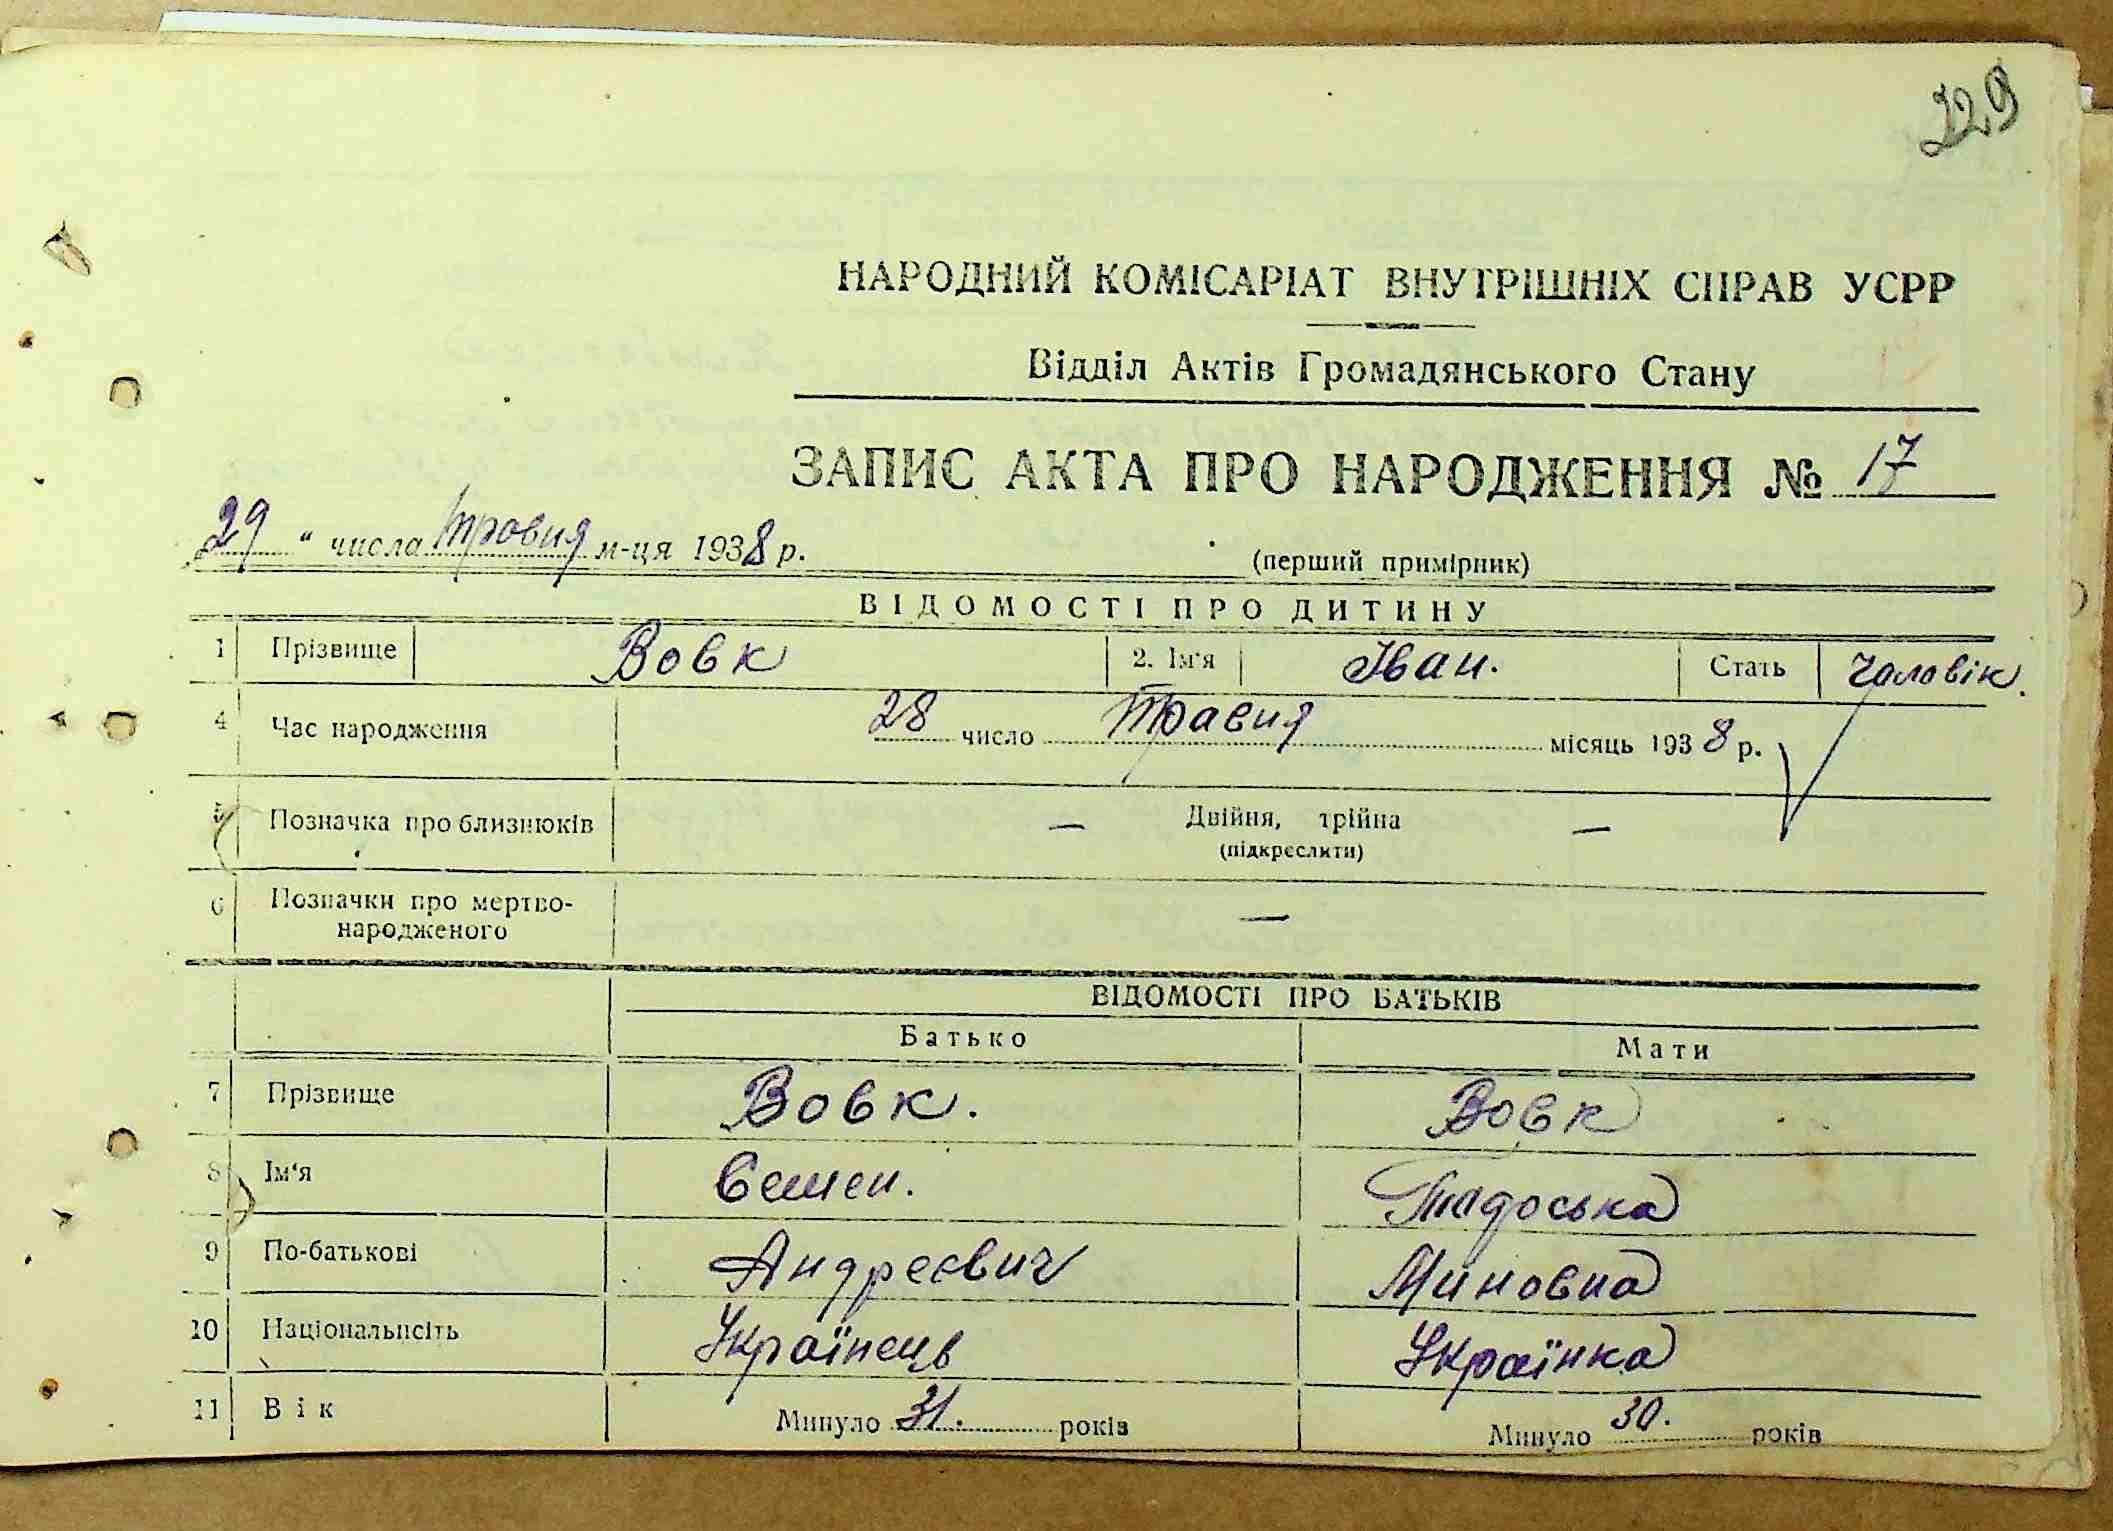 229
НАРОДНИЙ КОМІСАРІАТ ВНУТРІШНІХ СПРАВ УСРР
Відділ Актів Громадянського Стану
ЗАПИС АКТА ПРО НАРОДЖЕННЯ № 17
29 " числа травня м-ця 1938 р.
(перший примірник)
ВІДОМОСТІ ПРО ДИТИНУ
1 Прізвище Вовк 2. Ім'я Іван. Стать Чоловік.
4 Час народження 28 число Травня місяць 1938 р.
5 Позначка про близнюків — Двійня, трійна —
(підкреслити)
6 Позначки про мертво-
народженого —
ВІДОМОСТІ ПРО БАТЬКІВ
Батько Мати
7 Прізвище Вовк. Вовк
8 Ім'я Семен. Тадоська
9 По-батькові Андреєвич Миновна
10 Національність Українець Українка
11 Вік Минуло 31. років Минуло 30. років